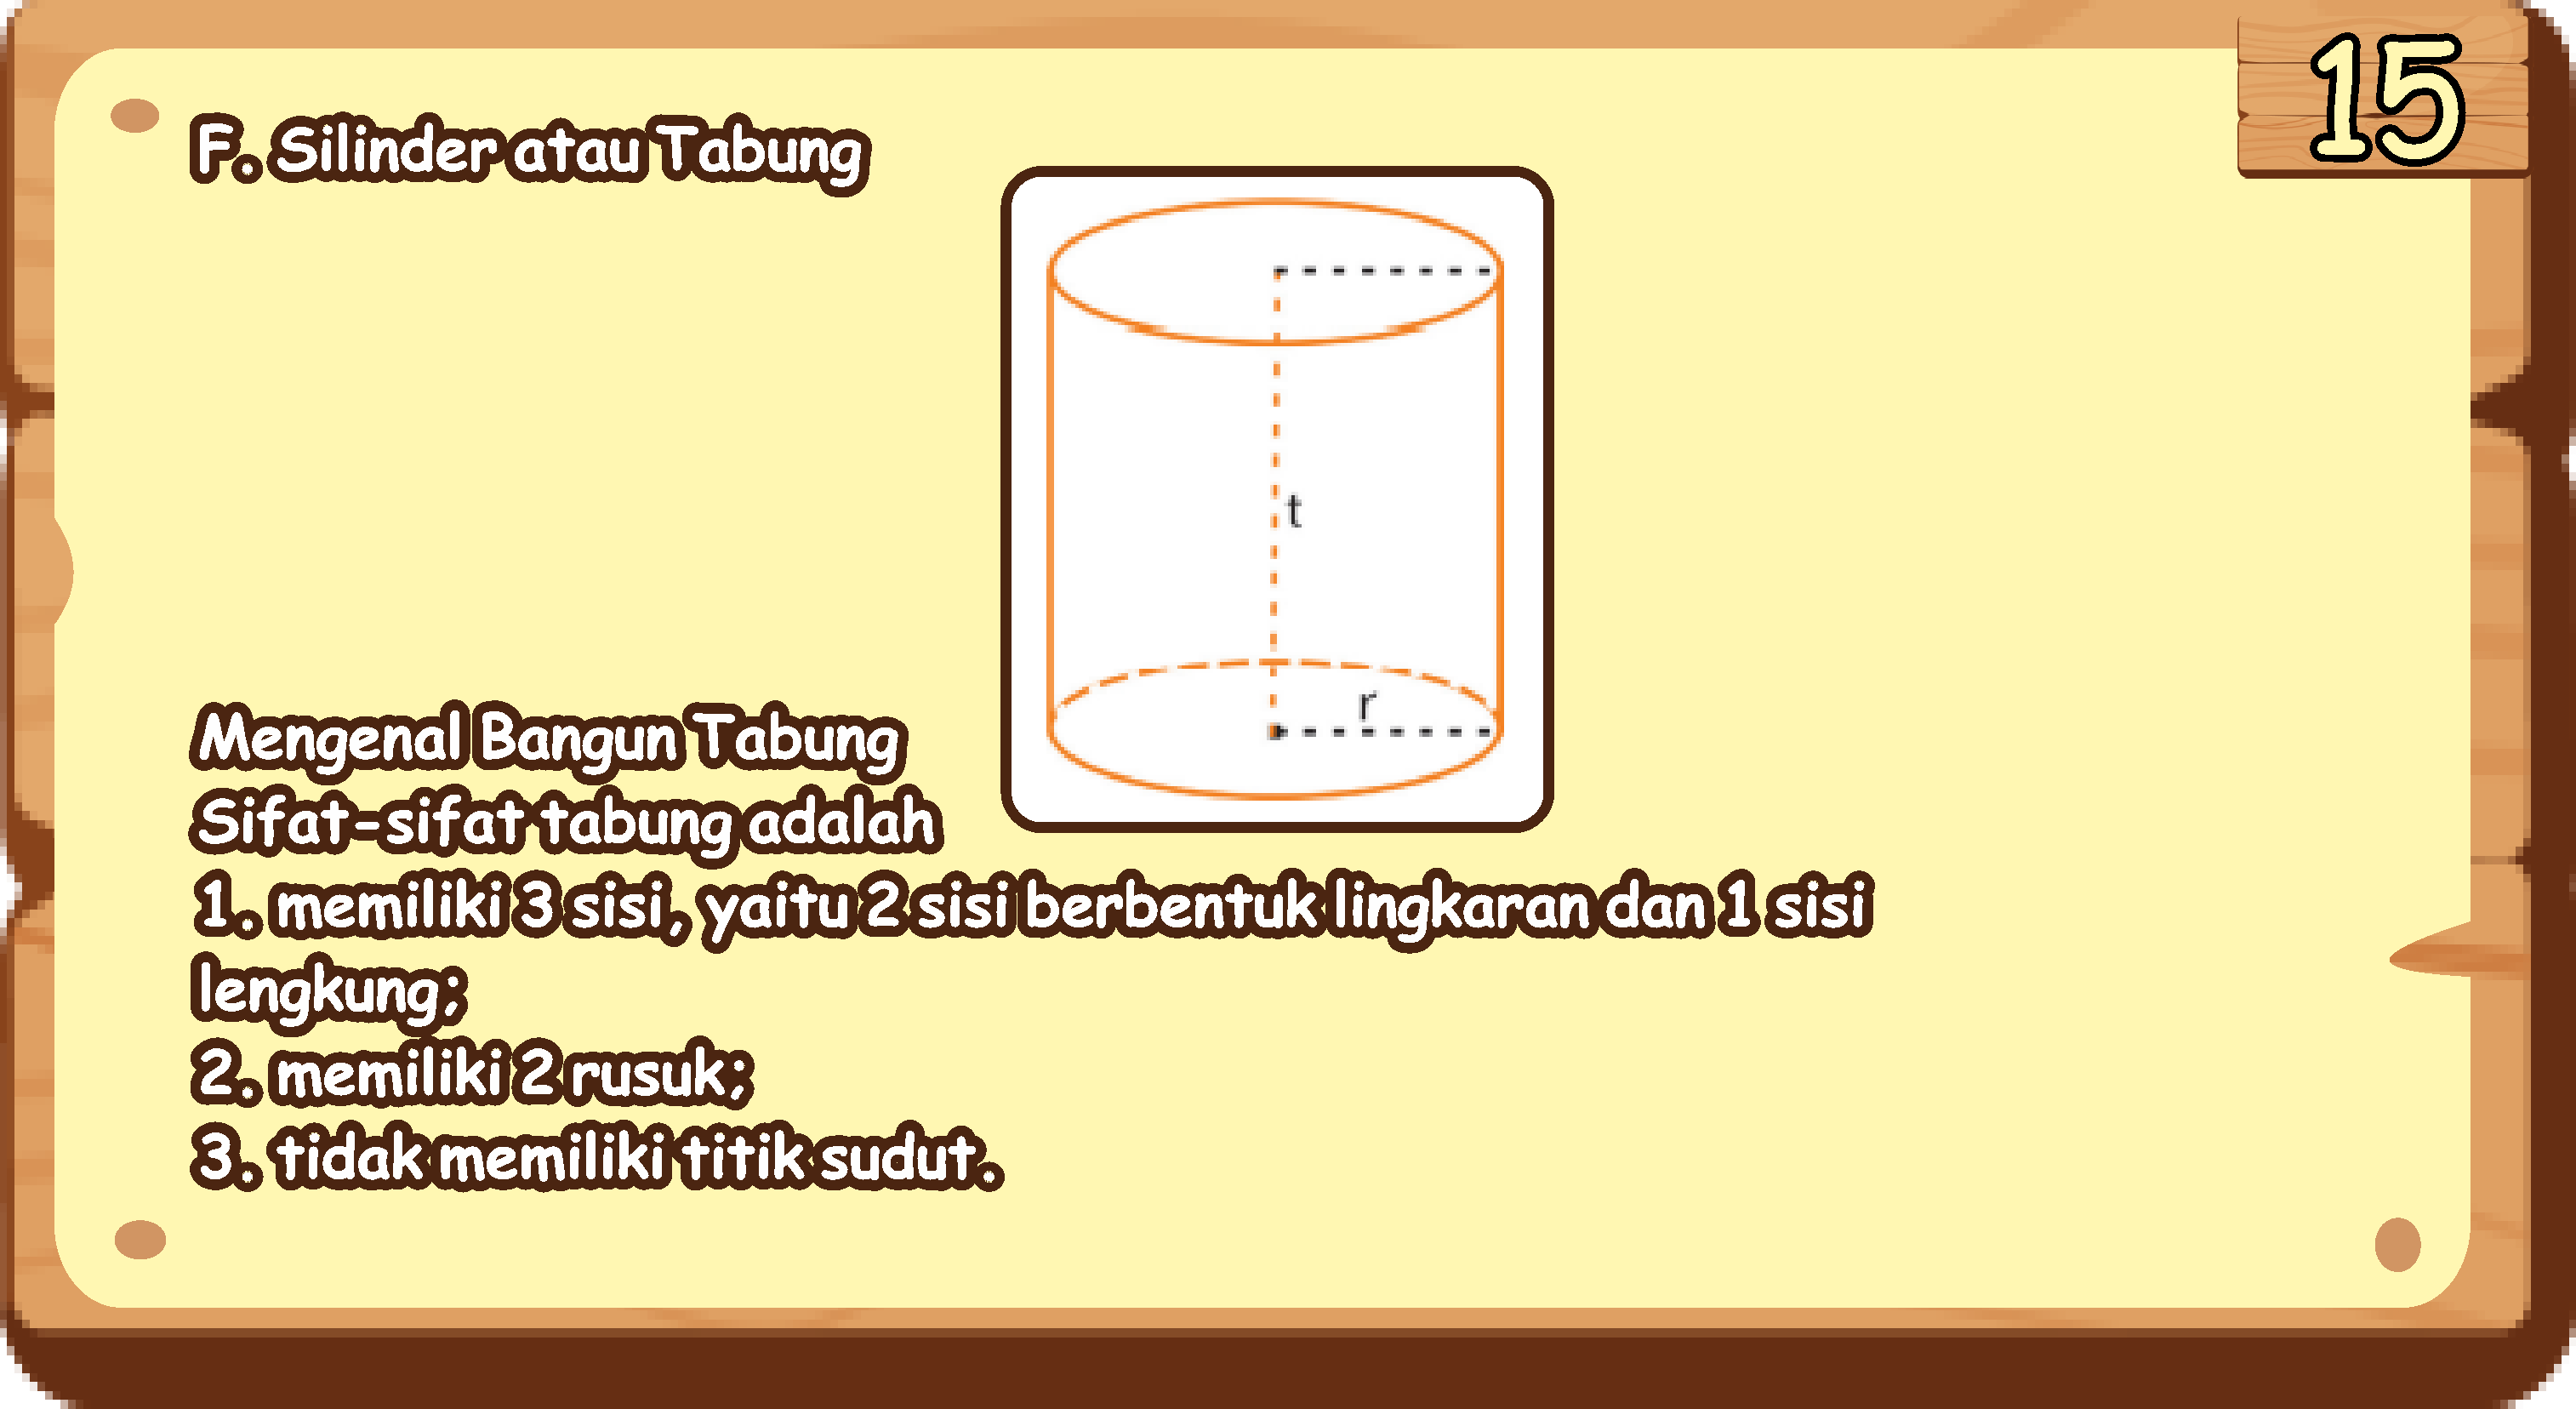 15
F. Silinder atau Tabung
t
r
Mengenal Bangun Tabung
Sifat-sifat tabung adalah
1. memiliki 3 sisi, yaitu 2 sisi berbentuk lingkaran dan 1 sisi
lengkung;
2. memiliki 2 rusuk;
3. tidak memiliki titik sudut.